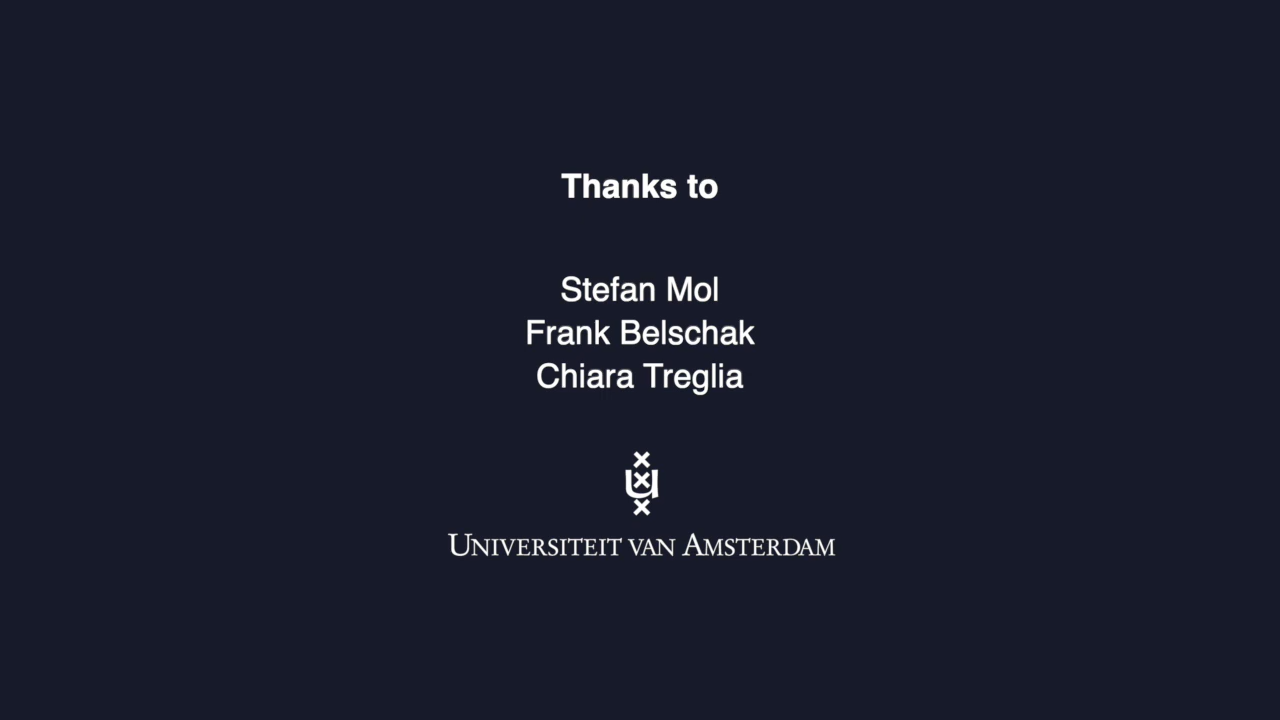 Thanks to
Stefan Mol
Frank Belschak
Chiara Treglia
UNIVERSITEIT VAN AMSTERDAM